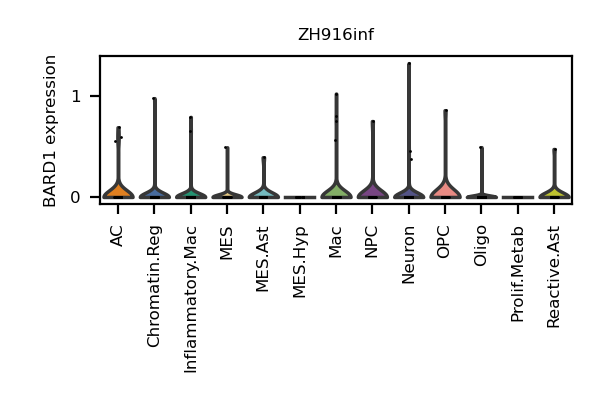 ZH916inf
BARD1 expression
1
0
AC
Chromatin.Reg
Inflammatory.Mac
MES
MES.Ast
MES.Hyp
Mac
NPC
Neuron
OPC
Oligo
Prolif.Metab
Reactive.Ast